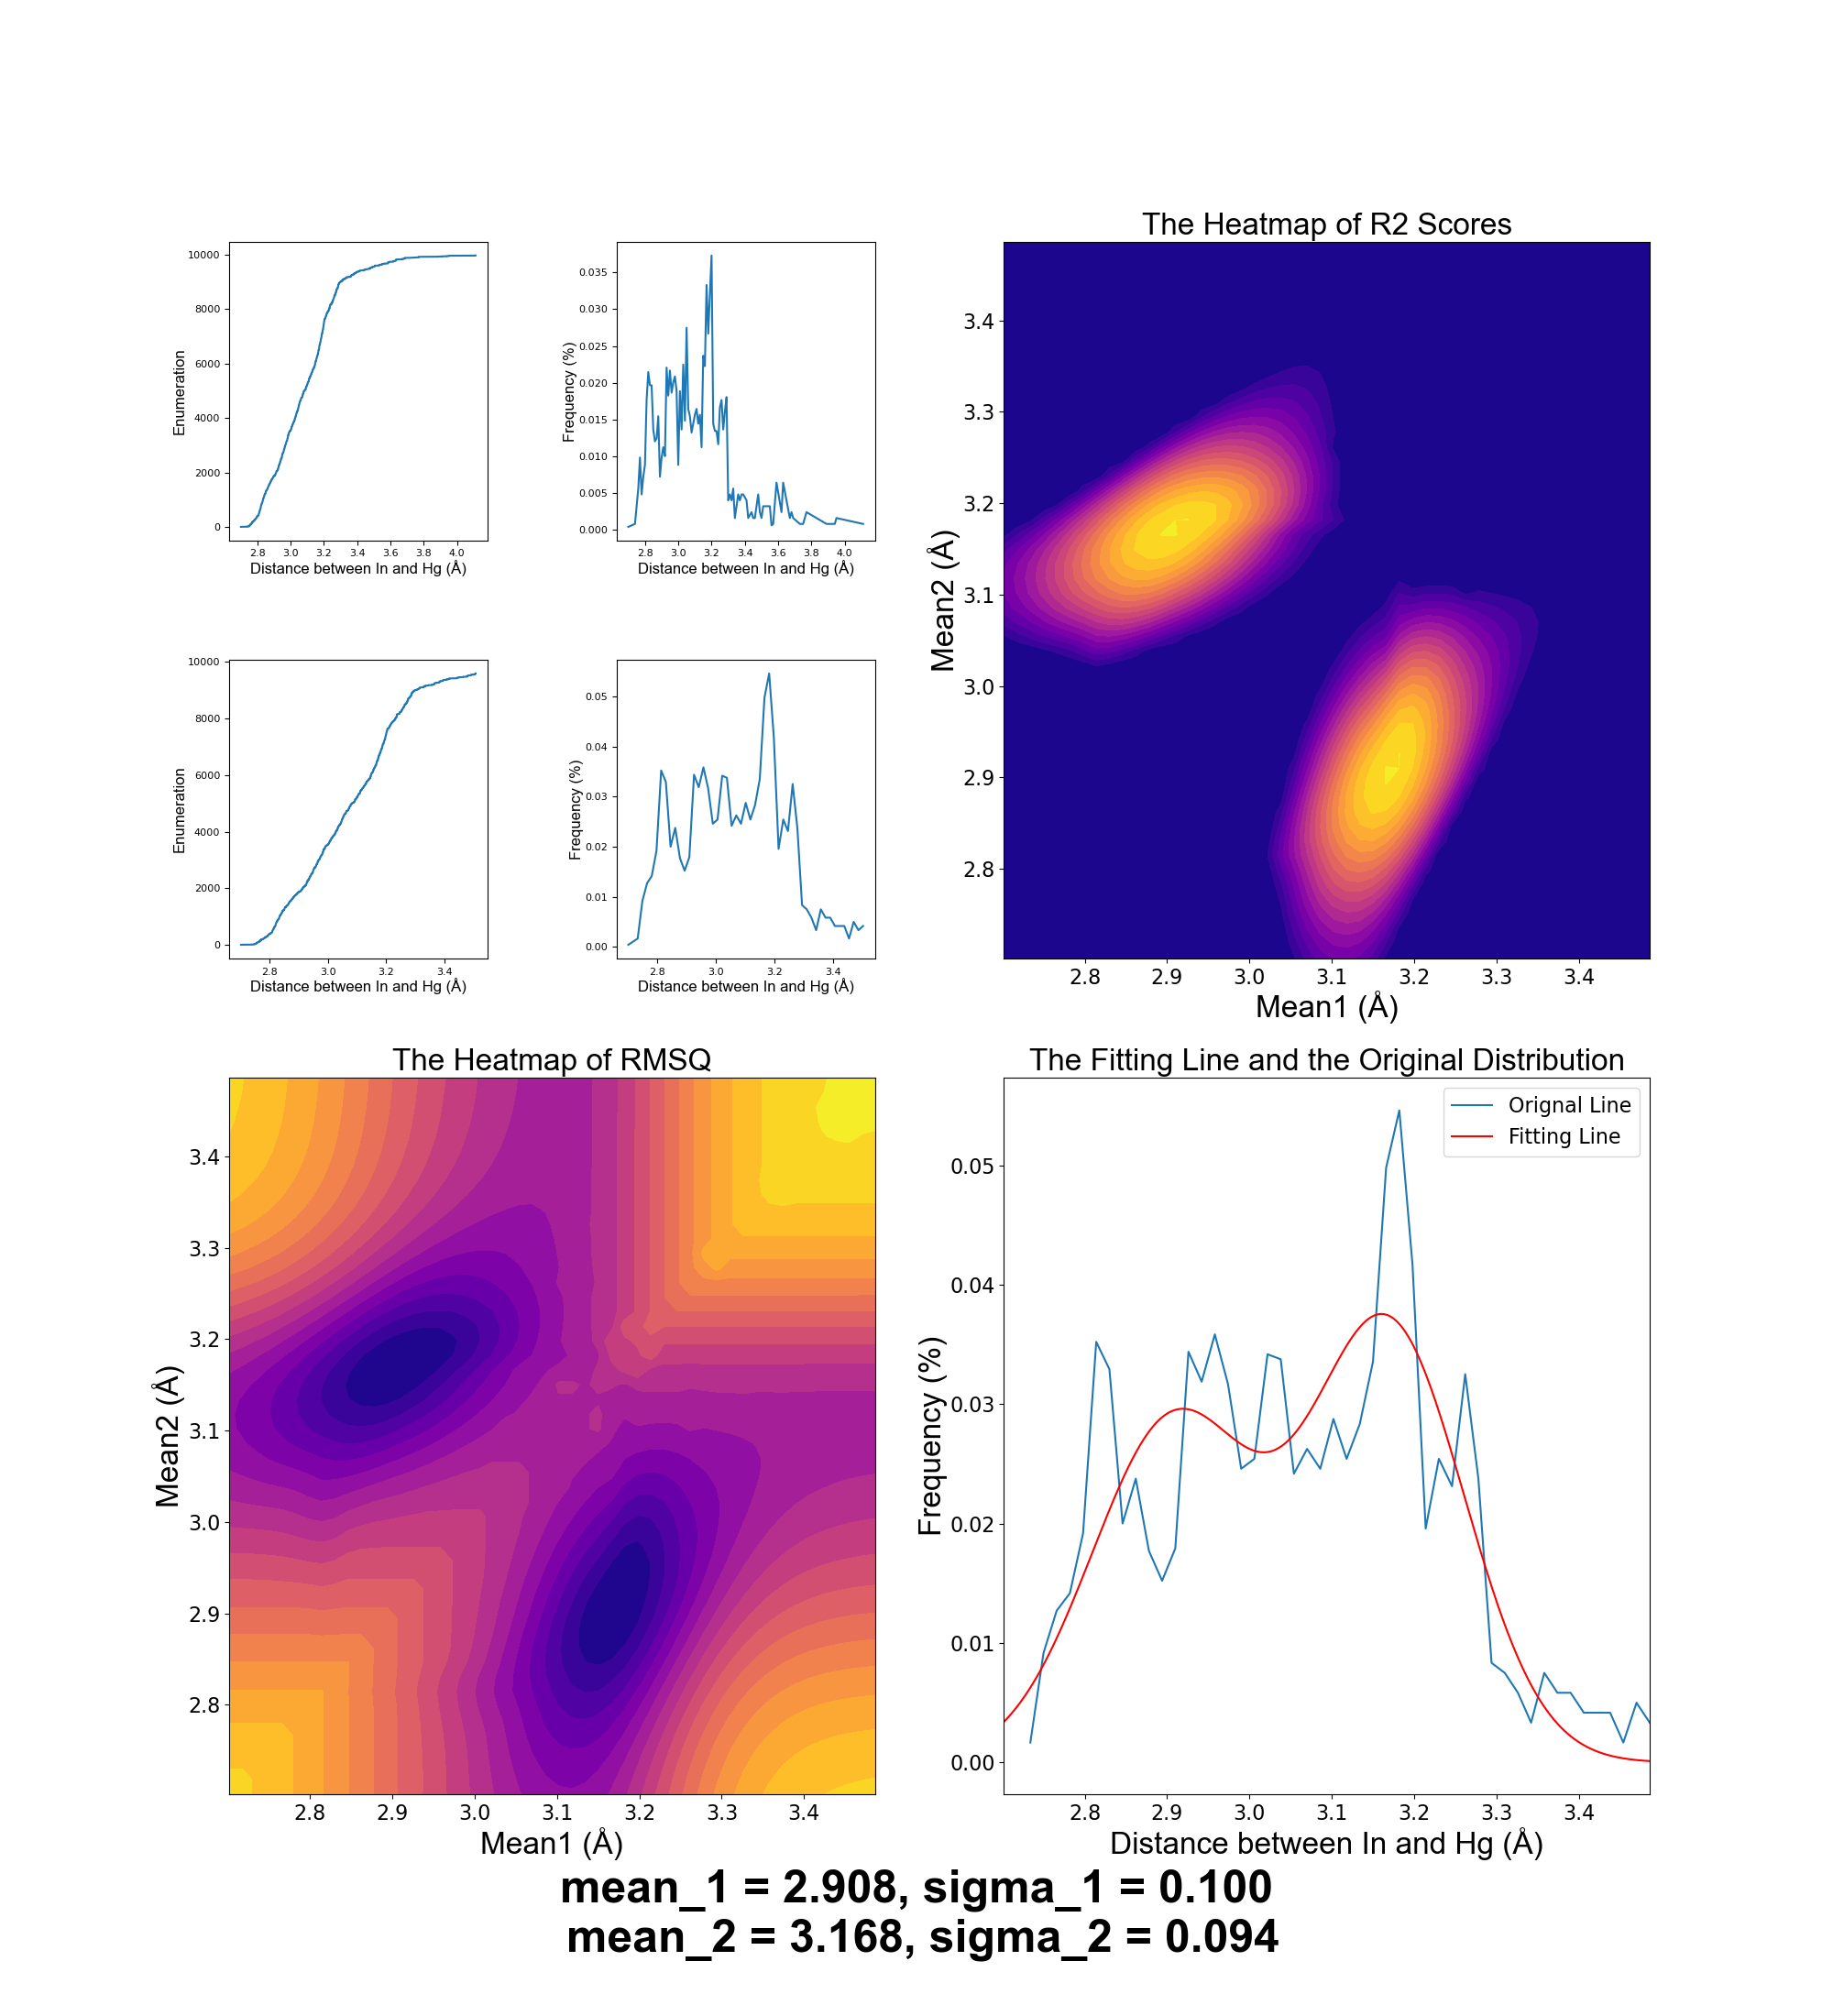 The Heatmap of R2 Scores
10000
8000
6000
4000
2000
0
Enumeration
2.8 3.0 3.2 3.4 3.6 3.8 4.0
Distance between In and Hg (Å)
0.035
0.030
0.025
0.020
0.015
0.010
0.005
0.000
Frequency (%)
2.8 3.0 3.2 3.4 3.6 3.8 4.0
Distance between In and Hg (Å)
3.4
3.3
3.2
3.1
3.0
2.9
2.8
Mean2 (Å)
2.8 2.9 3.0 3.1 3.2 3.3 3.4
Mean1 (Å)
10000
8000
6000
4000
2000
0
Enumeration
2.8 3.0 3.2 3.4
Distance between In and Hg (Å)
0.05
0.04
0.03
0.02
0.01
0.00
Frequency (%)
2.8 3.0 3.2 3.4
Distance between In and Hg (Å)
The Heatmap of RMSQ
3.4
3.3
3.2
3.1
3.0
2.9
2.8
Mean2 (Å)
2.8 2.9 3.0 3.1 3.2 3.3 3.4
Mean1 (Å)
The Fitting Line and the Original Distribution
Orignal Line
Fitting Line
0.05
0.04
0.03
0.02
0.01
0.00
Frequency (%)
2.8 2.9 3.0 3.1 3.2 3.3 3.4
Distance between In and Hg (Å)
mean_1 = 2.908, sigma_1 = 0.100
mean_2 = 3.168, sigma_2 = 0.094